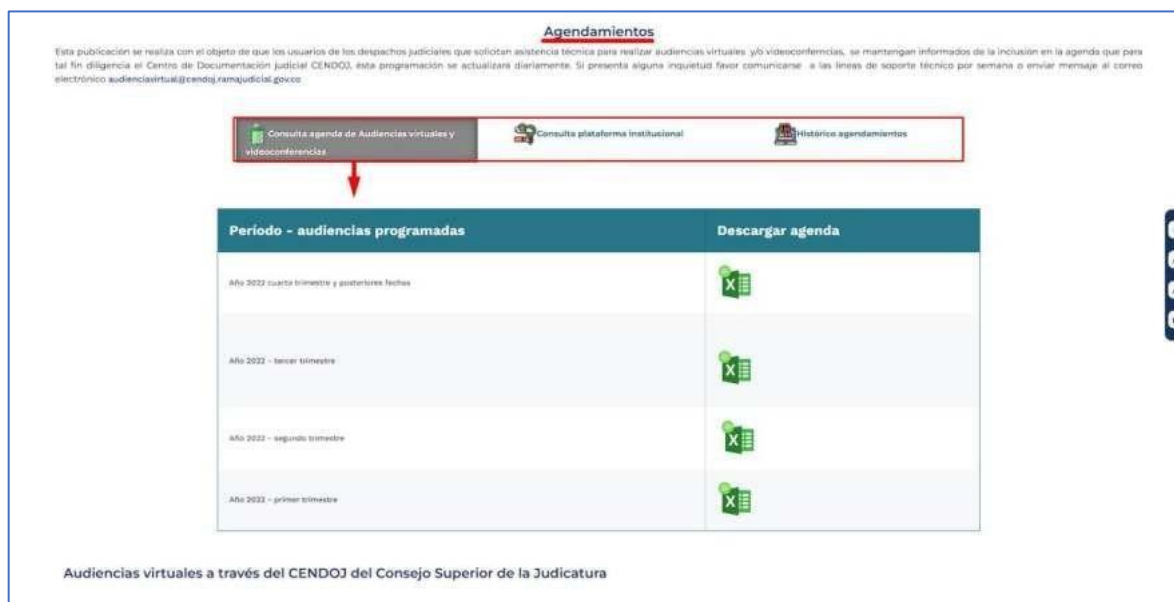 Agendamientos
Esta publicación se realiza con el objeto de que los usuarios de los despachos judiciales que solicitan asistencia técnica para realizar audiencias virtuales y/o videoconferncias, se mantengan informados de la inclusión en la agenda que para
tal fin diligencia el Centro de Documentación judicial CENDOJ, ésta programación se actualizara diariamente. Si presenta alguna inquietud favor comunicarse a las lineas de soporte técnico por semana o enviar mensaje al correo
electrónico audienciavirtual@cendoj.ramajudicial.gov.co
Consulta agenda de Audiencias virtuales y
videoconferencias
Consulta plataforma institucional
Histórico agendamientos
Período - audiencias programadas
Descargar agenda
Año 2022 cuarto trimestre y posteriores fechas
Año 2022 - tercer trimestre
Año 2022 - segundo trimestre
Año 2022 - primer trimestre
Audiencias virtuales a través del CENDOJ del Consejo Superior de la Judicatura